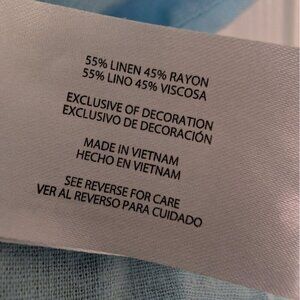 55% LINEN 45% RAYON
55% LINO 45% VISCOSA
EXCLUSIVE OF DECORATION
EXCLUSIVO DE DECORACIÓN
MADE IN VIETNAM
HECHO EN VIETNAM
SEE REVERSE FOR CARE
VER AL REVERSO PARA CUIDADO